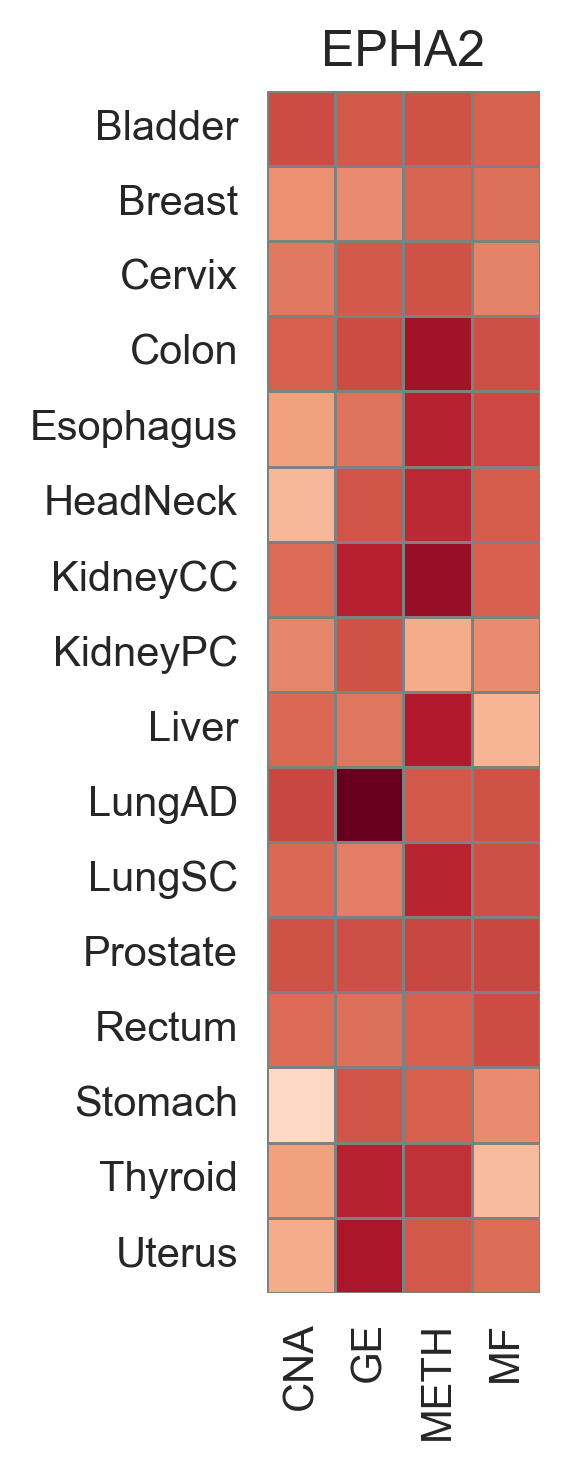 EPHA2
Bladder
Breast
Cervix
Colon
Esophagus
HeadNeck
KidneyCC
KidneyPC
Liver
LungAD
LungSC
Prostate
Rectum
Stomach
Thyroid
Uterus
CNA
GE
METH
MF